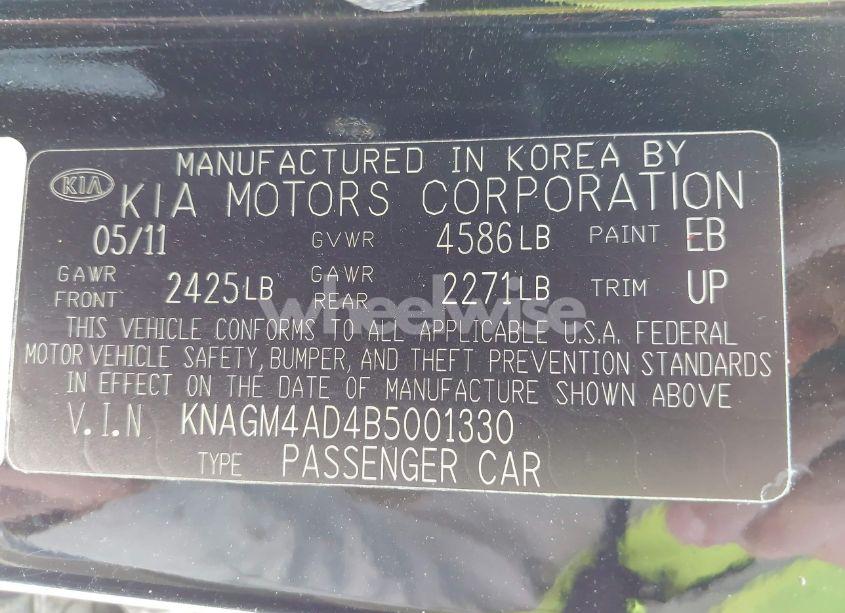 MANUFACTURED IN KOREA BY
KIA KIA MOTORS CORPORATION
05/11 GVWR 4586LB PAINT EB
GAWR FRONT 2425LB GAWR REAR 2271LB TRIM UP
wheelwise
THIS VEHICLE CONFORMS TO ALL APPLICABLE U.S.A. FEDERAL
MOTOR VEHICLE SAFETY, BUMPER, AND THEFT PREVENTION STANDARDS
IN EFFECT ON THE DATE OF MANUFACTURE SHOWN ABOVE
V.I.N KNAGM4AD4B5001330
TYPE PASSENGER CAR